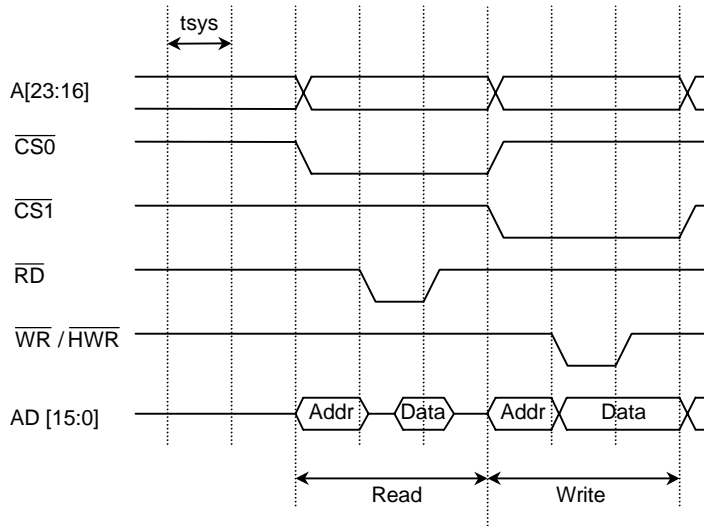 tsys
A[23:16]
CS0
CS1
RD
WR / HWR
AD [15:0]
Addr Data Addr Data
Read Write